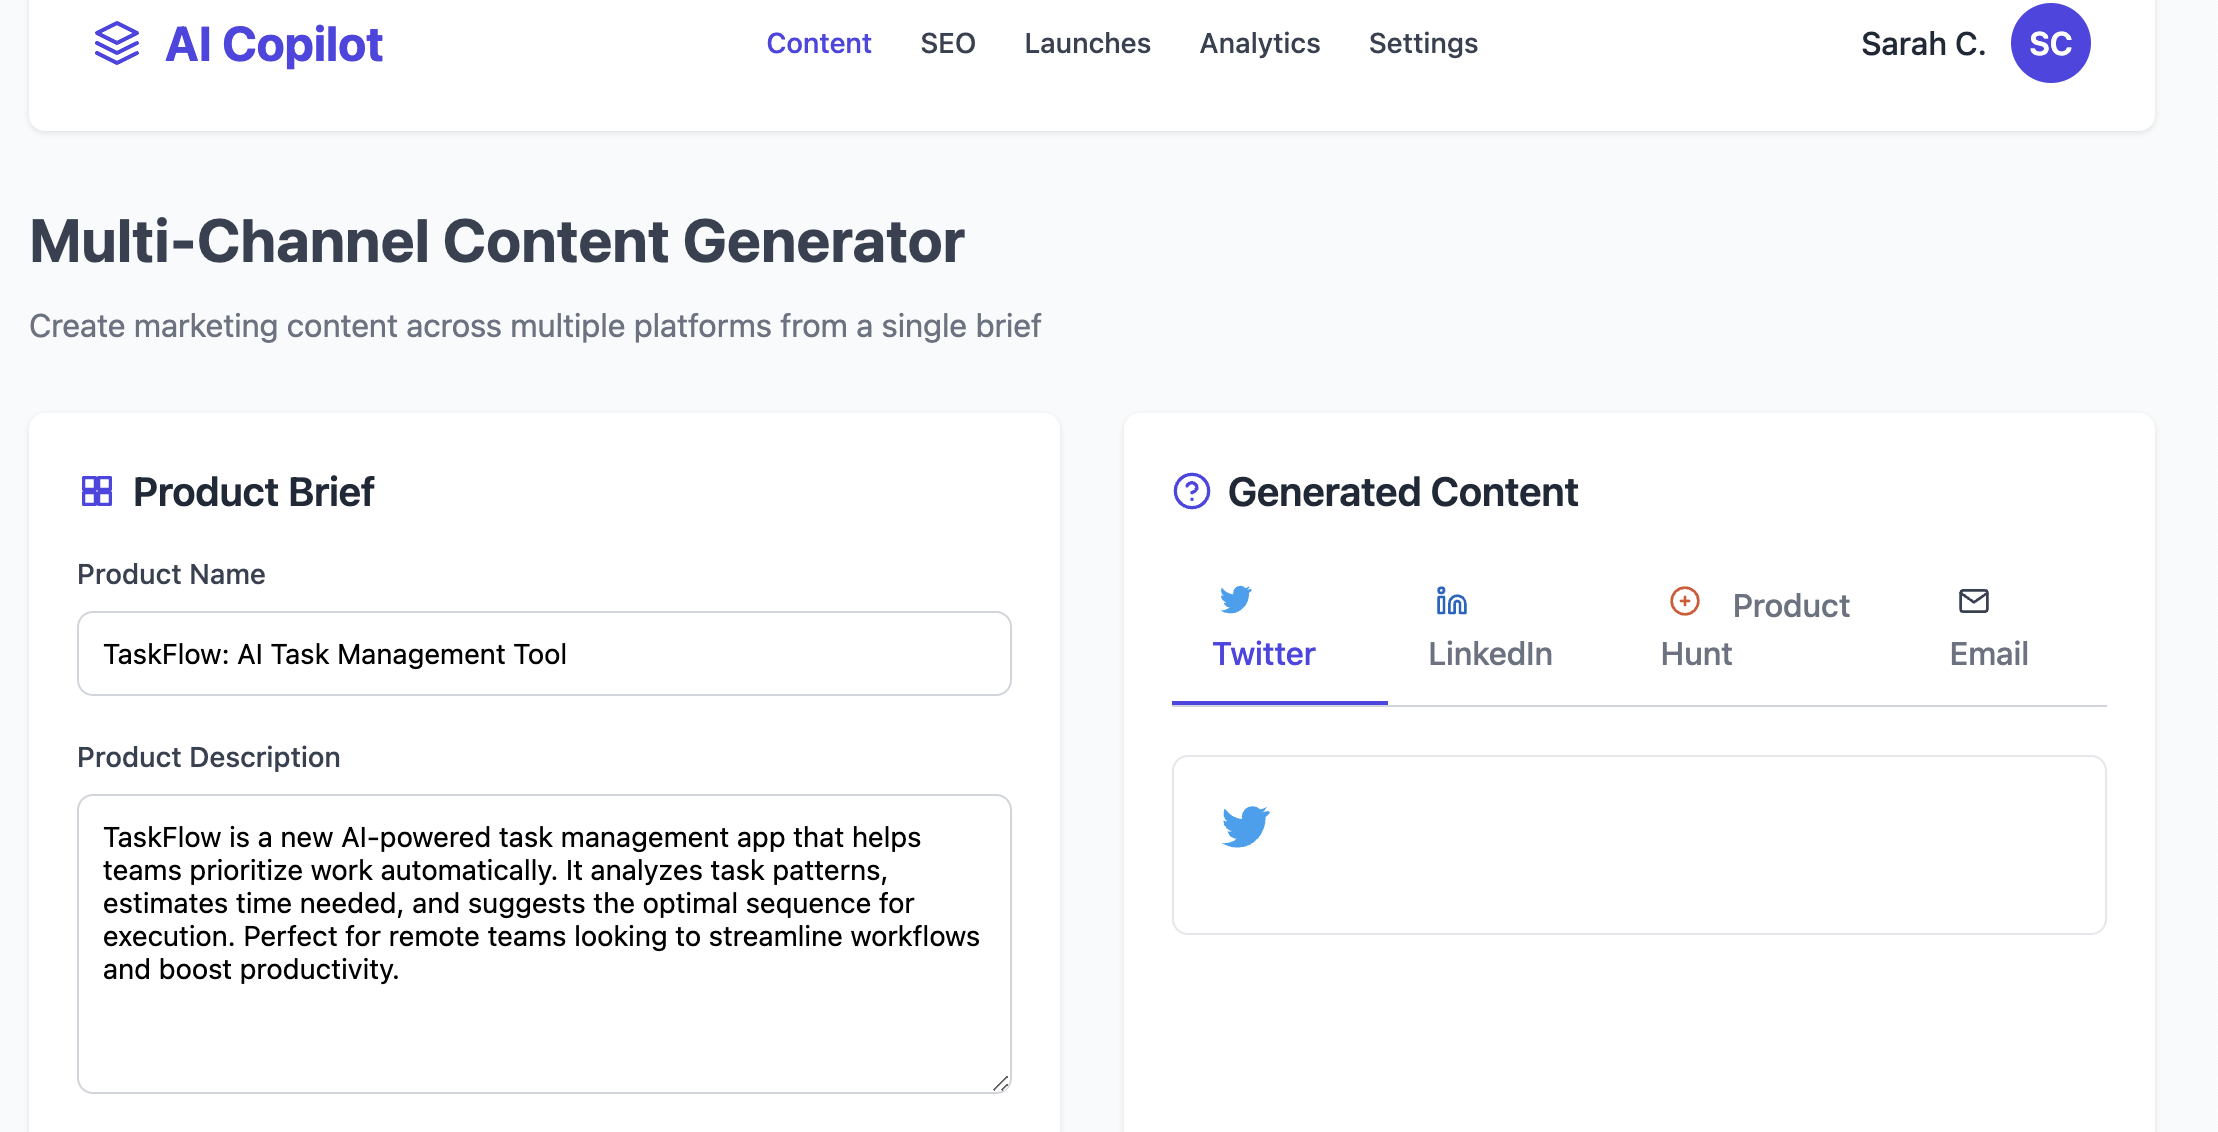 AI Copilot
Content SEO Launches Analytics Settings
Sarah C. SC
Multi-Channel Content Generator
Create marketing content across multiple platforms from a single brief
Product Brief
Product Name
TaskFlow: AI Task Management Tool
Product Description
TaskFlow is a new AI-powered task management app that helps
teams prioritize work automatically. It analyzes task patterns,
estimates time needed, and suggests the optimal sequence for
execution. Perfect for remote teams looking to streamline workflows
and boost productivity.
Generated Content
Twitter
LinkedIn
Product
Hunt
Email